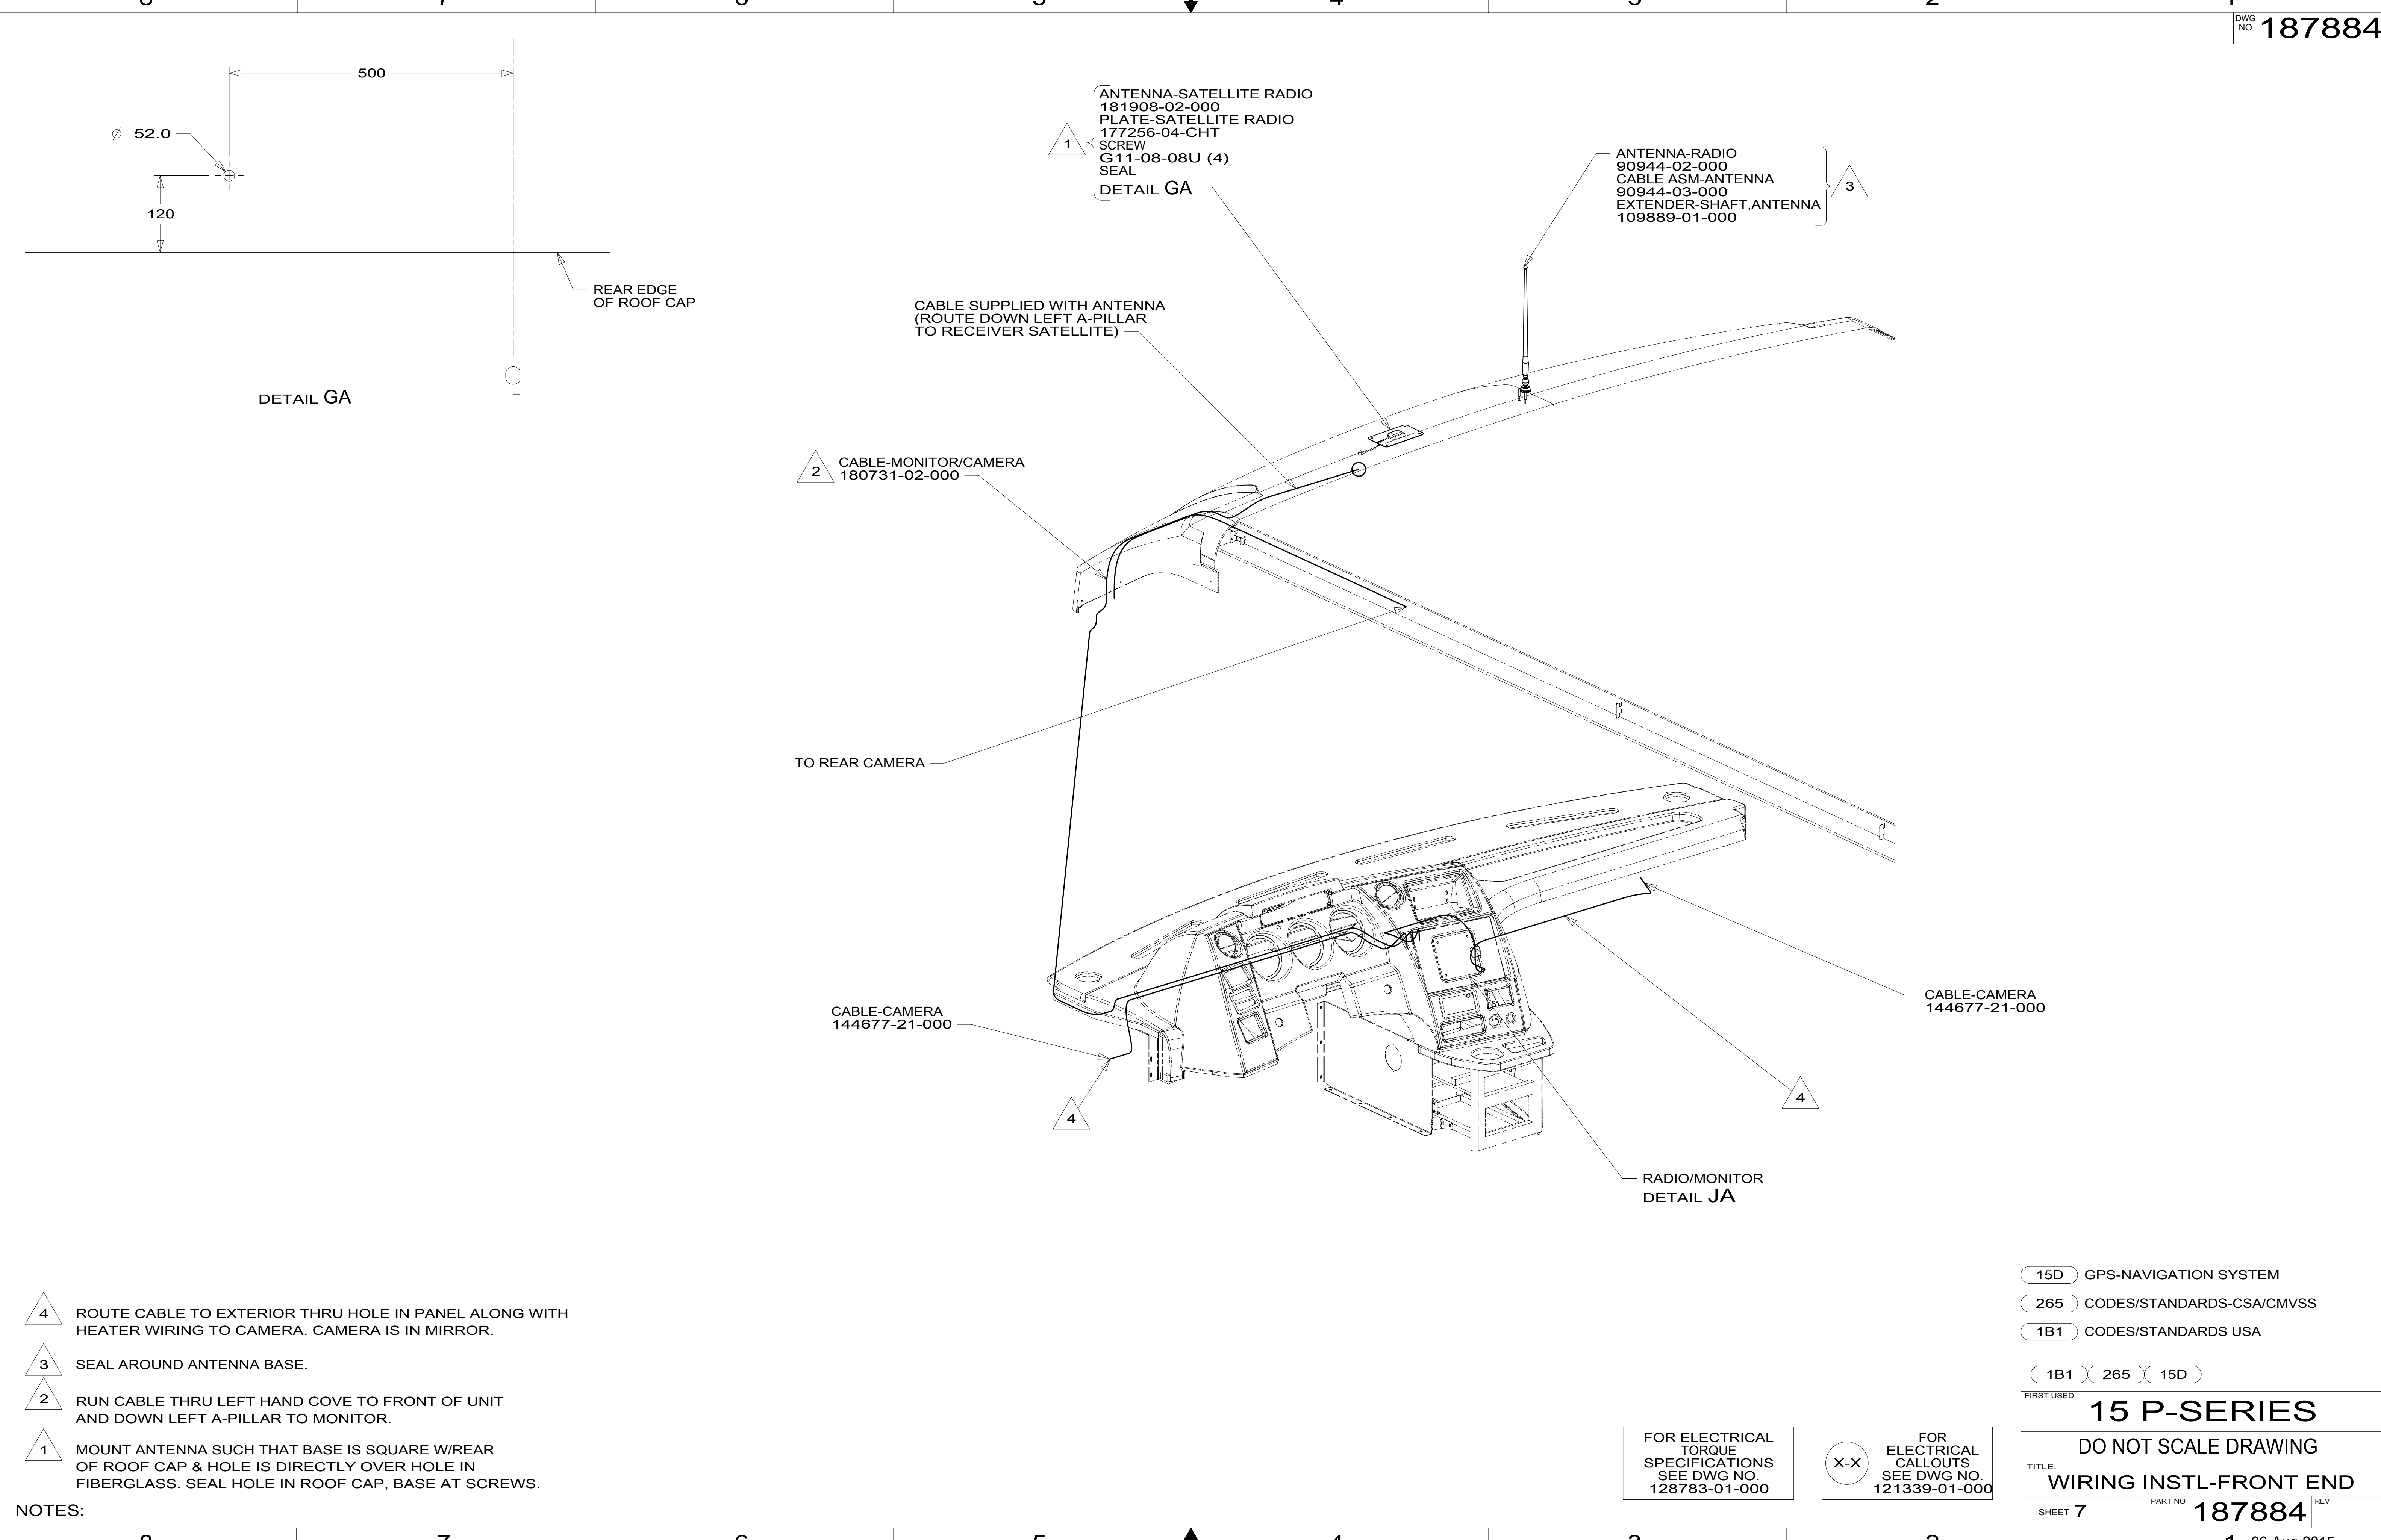 DWG
NO 187884
500
Ø 52.0
120
REAR EDGE
OF ROOF CAP
DETAIL GA
1
ANTENNA-SATELLITE RADIO
181908-02-000
PLATE-SATELLITE RADIO
177256-04-CHT
SCREW
G11-08-08U (4)
SEAL
DETAIL GA
ANTENNA-RADIO
90944-02-000
CABLE ASM-ANTENNA
90944-03-000
EXTENDER-SHAFT,ANTENNA
109889-01-000
3
CABLE SUPPLIED WITH ANTENNA
(ROUTE DOWN LEFT A-PILLAR
TO RECEIVER SATELLITE)
2
CABLE-MONITOR/CAMERA
180731-02-000
TO REAR CAMERA
CABLE-CAMERA
144677-21-000
4
CABLE-CAMERA
144677-21-000
4
RADIO/MONITOR
DETAIL JA
4 ROUTE CABLE TO EXTERIOR THRU HOLE IN PANEL ALONG WITH
HEATER WIRING TO CAMERA. CAMERA IS IN MIRROR.
3 SEAL AROUND ANTENNA BASE.
2 RUN CABLE THRU LEFT HAND COVE TO FRONT OF UNIT
AND DOWN LEFT A-PILLAR TO MONITOR.
1 MOUNT ANTENNA SUCH THAT BASE IS SQUARE W/REAR
OF ROOF CAP & HOLE IS DIRECTLY OVER HOLE IN
FIBERGLASS. SEAL HOLE IN ROOF CAP, BASE AT SCREWS.
NOTES:
FOR ELECTRICAL
TORQUE
SPECIFICATIONS
SEE DWG NO.
128783-01-000
X-X
FOR
ELECTRICAL
CALLOUTS
SEE DWG NO.
121339-01-000
15D GPS-NAVIGATION SYSTEM
265 CODES/STANDARDS-CSA/CMVSS
1B1 CODES/STANDARDS USA
1B1 265 15D
FIRST USED
15 P-SERIES
DO NOT SCALE DRAWING
TITLE:
WIRING INSTL-FRONT END
SHEET 7
PART NO 187884
REV